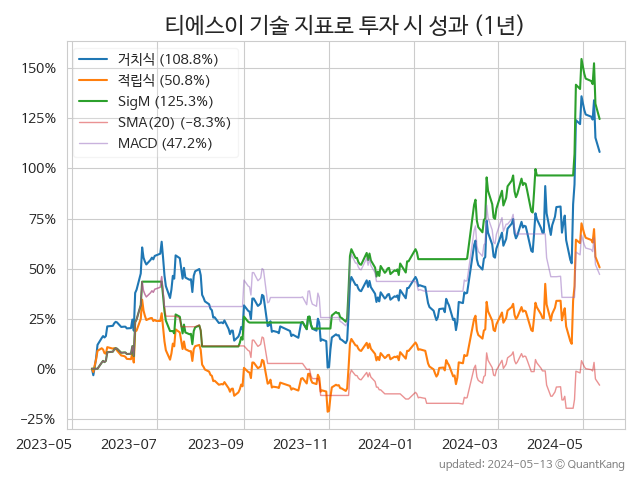 티에스이 기술 지표로 투자 시 성과 (1년)
거치식 (108.8%)
적립식 (50.8%)
SigM (125.3%)
SMA(20) (−8.3%)
MACD (47.2%)
150%
125%
100%
75%
50%
25%
0%
−25%
2023-05 2023-07 2023-09 2023-11 2024-01 2024-03 2024-05
updated: 2024-05-13 ⓒ QuantKang